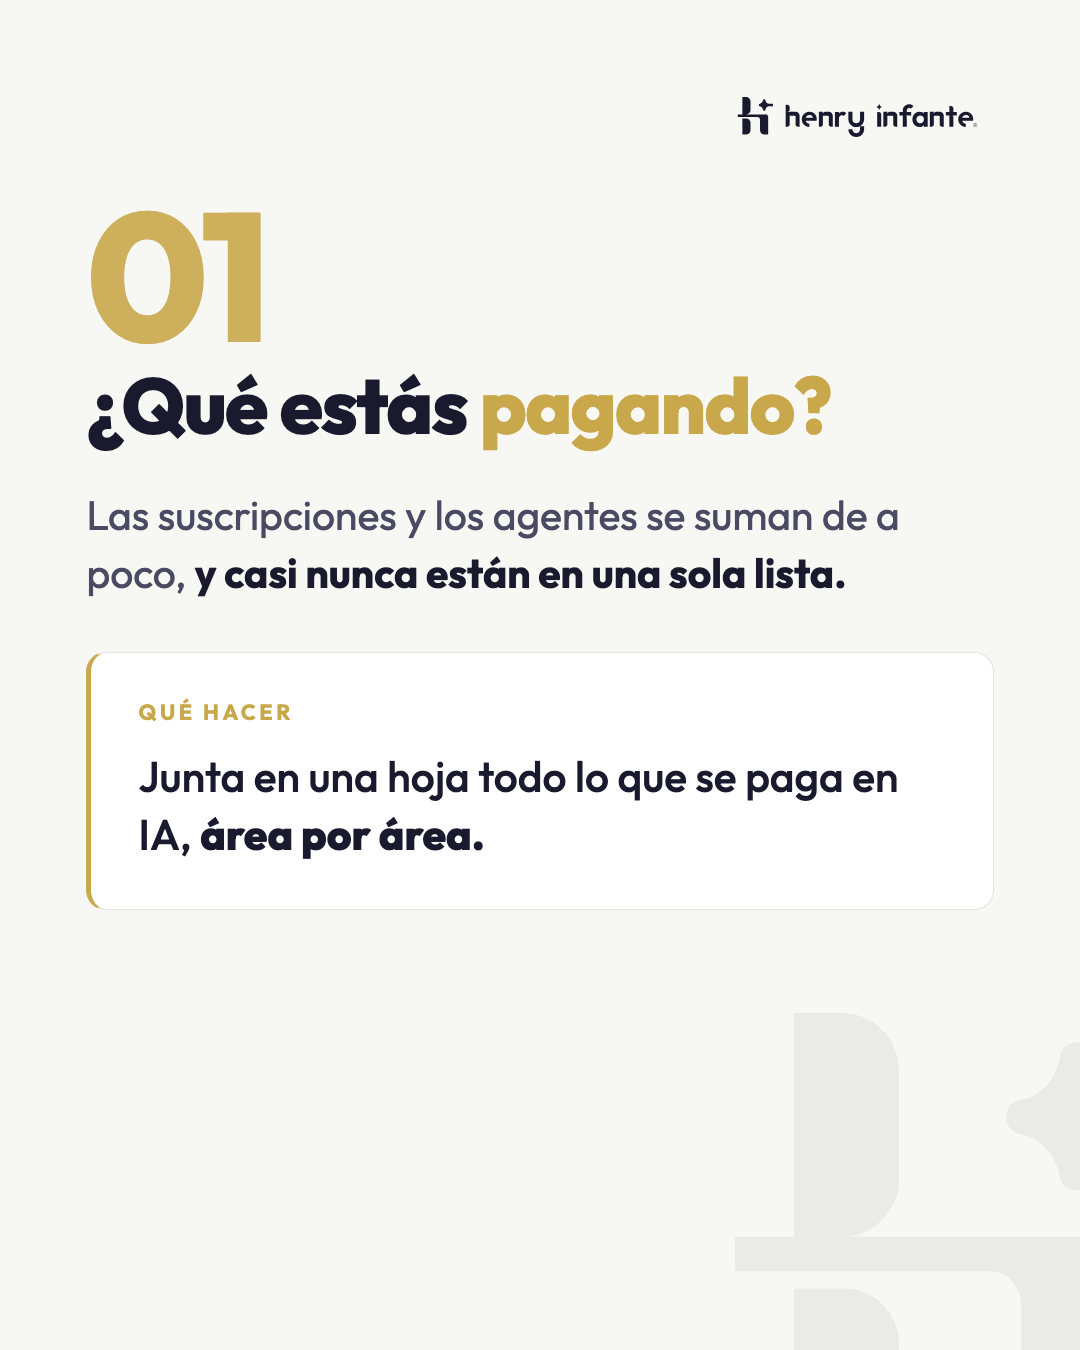 henry infante
01
¿Qué estás pagando?
Las suscripciones y los agentes se suman de a
poco, y casi nunca están en una sola lista.
QUÉ HACER
Junta en una hoja todo lo que se paga en
IA, área por área.